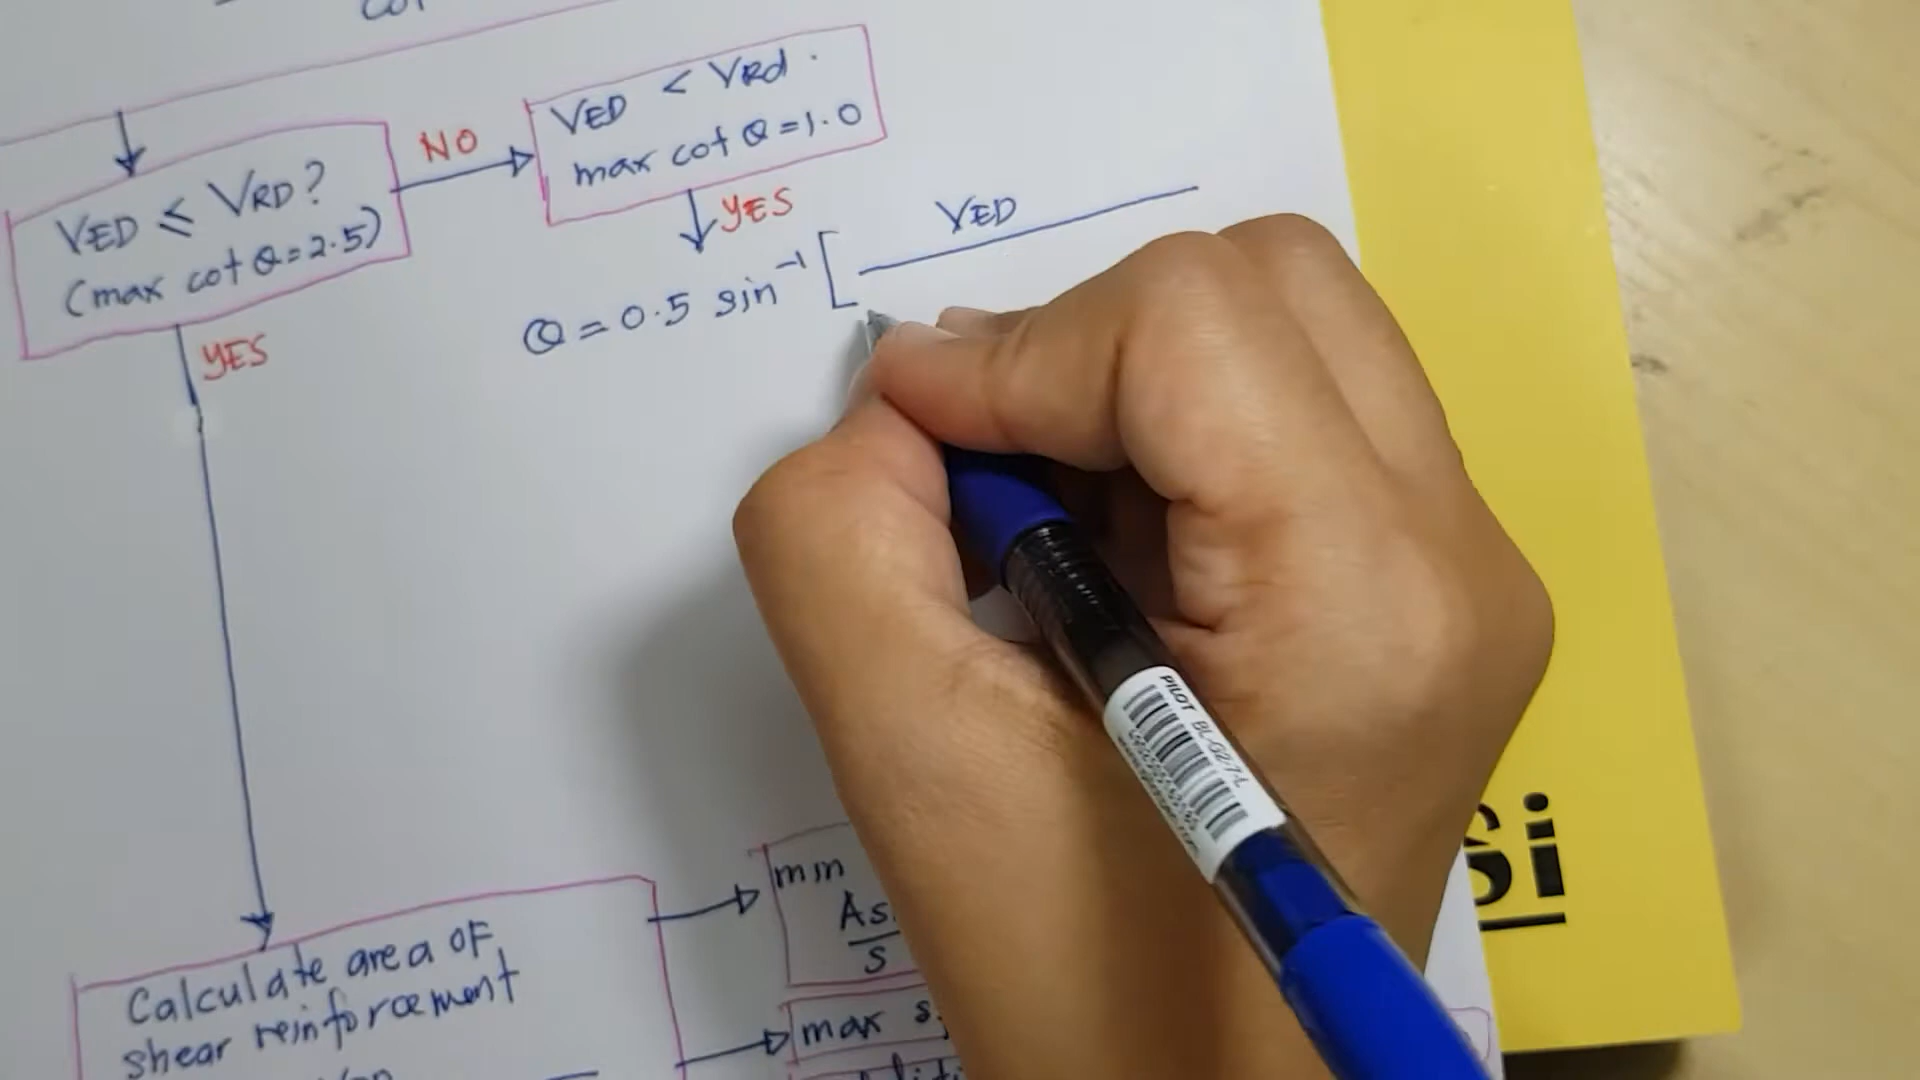 VED ≤ VRD?
(max cot θ=2.5)
NO
VED < VRd.
max cot θ =1.0
YES
YES
θ = 0.5 sin⁻¹ [
VED
Calculate area OF
shear reinforcement
min
As
S
max
PILOT BL-G2-7-L
si